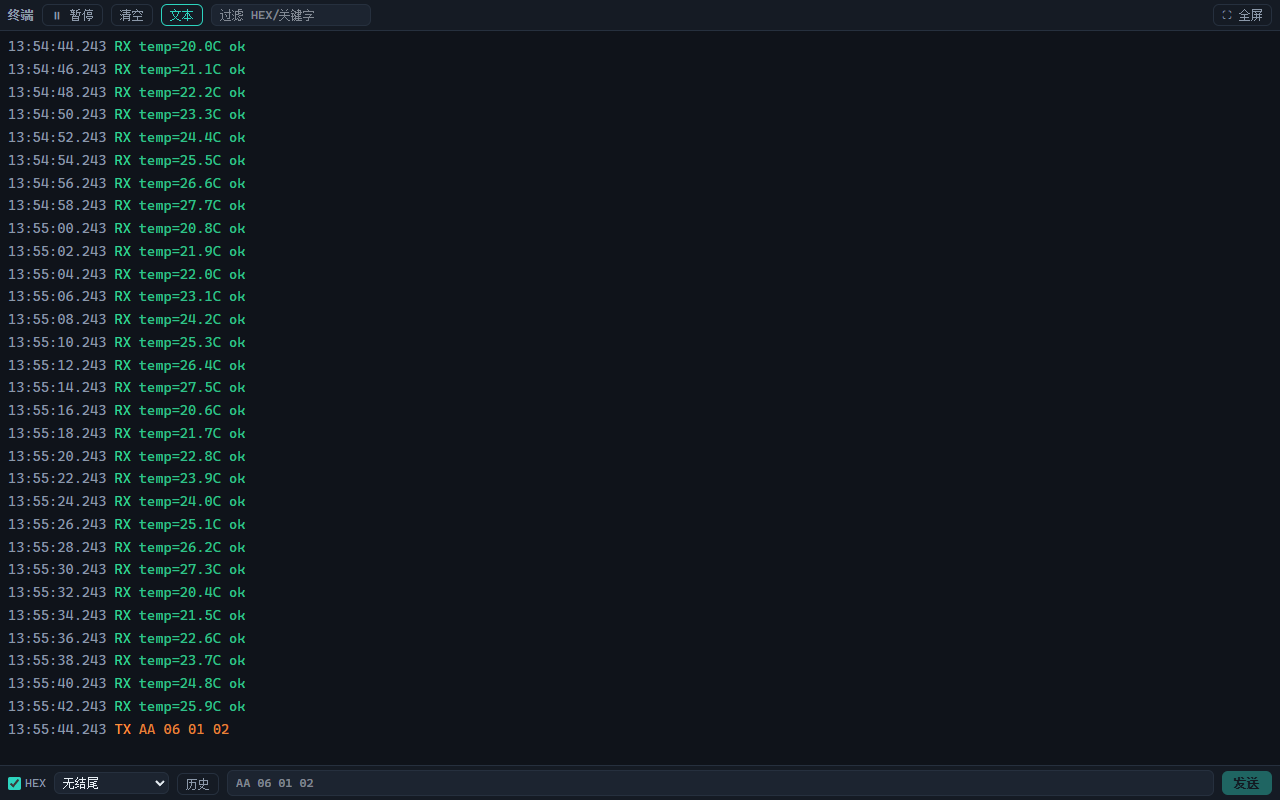 终端 ⏸ 暂停 清空 文本 过滤 HEX/关键字 ⛶ 全屏
13:54:44.243 RX temp=20.0C ok
13:54:46.243 RX temp=21.1C ok
13:54:48.243 RX temp=22.2C ok
13:54:50.243 RX temp=23.3C ok
13:54:52.243 RX temp=24.4C ok
13:54:54.243 RX temp=25.5C ok
13:54:56.243 RX temp=26.6C ok
13:54:58.243 RX temp=27.7C ok
13:55:00.243 RX temp=20.8C ok
13:55:02.243 RX temp=21.9C ok
13:55:04.243 RX temp=22.0C ok
13:55:06.243 RX temp=23.1C ok
13:55:08.243 RX temp=24.2C ok
13:55:10.243 RX temp=25.3C ok
13:55:12.243 RX temp=26.4C ok
13:55:14.243 RX temp=27.5C ok
13:55:16.243 RX temp=20.6C ok
13:55:18.243 RX temp=21.7C ok
13:55:20.243 RX temp=22.8C ok
13:55:22.243 RX temp=23.9C ok
13:55:24.243 RX temp=24.0C ok
13:55:26.243 RX temp=25.1C ok
13:55:28.243 RX temp=26.2C ok
13:55:30.243 RX temp=27.3C ok
13:55:32.243 RX temp=20.4C ok
13:55:34.243 RX temp=21.5C ok
13:55:36.243 RX temp=22.6C ok
13:55:38.243 RX temp=23.7C ok
13:55:40.243 RX temp=24.8C ok
13:55:42.243 RX temp=25.9C ok
13:55:44.243 TX AA 06 01 02
HEX 无结尾 历史 AA 06 01 02 发送